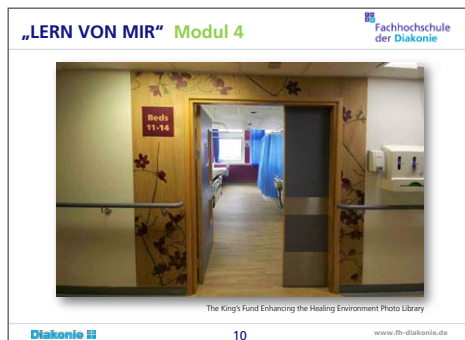 „LERN VON MIR“ Modul 4
Fachhochschule
der Diakonie
Beds
11-14
The King's Fund Enhancing the Healing Environment Photo Library
Diakonie
10
www.fh-diakonie.de